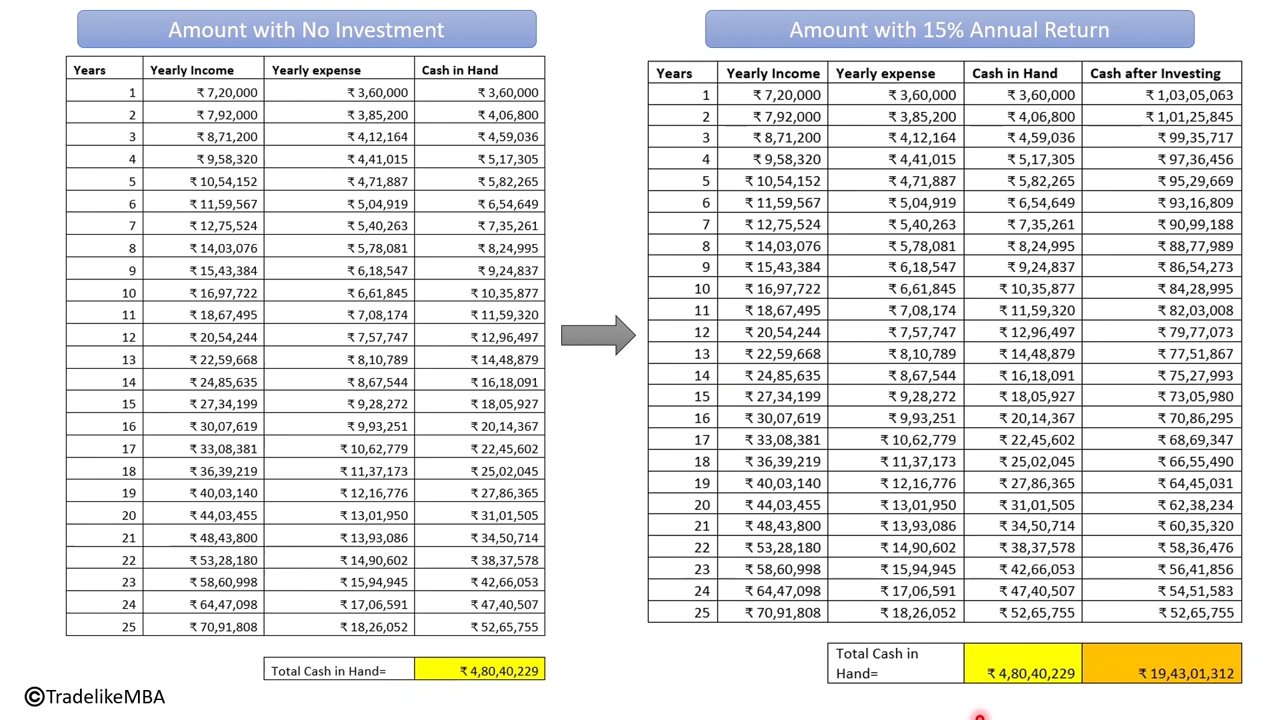 Amount with No Investment
Years Yearly Income Yearly expense Cash in Hand
1 ₹ 7,20,000 ₹ 3,60,000 ₹ 3,60,000
2 ₹ 7,92,000 ₹ 3,85,200 ₹ 4,06,800
3 ₹ 8,71,200 ₹ 4,12,164 ₹ 4,59,036
4 ₹ 9,58,320 ₹ 4,41,015 ₹ 5,17,305
5 ₹ 10,54,152 ₹ 4,71,887 ₹ 5,82,265
6 ₹ 11,59,567 ₹ 5,04,919 ₹ 6,54,649
7 ₹ 12,75,524 ₹ 5,40,263 ₹ 7,35,261
8 ₹ 14,03,076 ₹ 5,78,081 ₹ 8,24,995
9 ₹ 15,43,384 ₹ 6,18,547 ₹ 9,24,837
10 ₹ 16,97,722 ₹ 6,61,845 ₹ 10,35,877
11 ₹ 18,67,495 ₹ 7,08,174 ₹ 11,59,320
12 ₹ 20,54,244 ₹ 7,57,747 ₹ 12,96,497
13 ₹ 22,59,668 ₹ 8,10,789 ₹ 14,48,879
14 ₹ 24,85,635 ₹ 8,67,544 ₹ 16,18,091
15 ₹ 27,34,199 ₹ 9,28,272 ₹ 18,05,927
16 ₹ 30,07,619 ₹ 9,93,251 ₹ 20,14,367
17 ₹ 33,08,381 ₹ 10,62,779 ₹ 22,45,602
18 ₹ 36,39,219 ₹ 11,37,173 ₹ 25,02,045
19 ₹ 40,03,140 ₹ 12,16,776 ₹ 27,86,365
20 ₹ 44,03,455 ₹ 13,01,950 ₹ 31,01,505
21 ₹ 48,43,800 ₹ 13,93,086 ₹ 34,50,714
22 ₹ 53,28,180 ₹ 14,90,602 ₹ 38,37,578
23 ₹ 58,60,998 ₹ 15,94,945 ₹ 42,66,053
24 ₹ 64,47,098 ₹ 17,06,591 ₹ 47,40,507
25 ₹ 70,91,808 ₹ 18,26,052 ₹ 52,65,755
Total Cash in Hand= ₹ 4,80,40,229
Amount with 15% Annual Return
Years Yearly Income Yearly expense Cash in Hand Cash after Investing
1 ₹ 7,20,000 ₹ 3,60,000 ₹ 3,60,000 ₹ 1,03,05,063
2 ₹ 7,92,000 ₹ 3,85,200 ₹ 4,06,800 ₹ 1,01,25,845
3 ₹ 8,71,200 ₹ 4,12,164 ₹ 4,59,036 ₹ 99,35,717
4 ₹ 9,58,320 ₹ 4,41,015 ₹ 5,17,305 ₹ 97,36,456
5 ₹ 10,54,152 ₹ 4,71,887 ₹ 5,82,265 ₹ 95,29,669
6 ₹ 11,59,567 ₹ 5,04,919 ₹ 6,54,649 ₹ 93,16,809
7 ₹ 12,75,524 ₹ 5,40,263 ₹ 7,35,261 ₹ 90,99,188
8 ₹ 14,03,076 ₹ 5,78,081 ₹ 8,24,995 ₹ 88,77,989
9 ₹ 15,43,384 ₹ 6,18,547 ₹ 9,24,837 ₹ 86,54,273
10 ₹ 16,97,722 ₹ 6,61,845 ₹ 10,35,877 ₹ 84,28,995
11 ₹ 18,67,495 ₹ 7,08,174 ₹ 11,59,320 ₹ 82,03,008
12 ₹ 20,54,244 ₹ 7,57,747 ₹ 12,96,497 ₹ 79,77,073
13 ₹ 22,59,668 ₹ 8,10,789 ₹ 14,48,879 ₹ 77,51,867
14 ₹ 24,85,635 ₹ 8,67,544 ₹ 16,18,091 ₹ 75,27,993
15 ₹ 27,34,199 ₹ 9,28,272 ₹ 18,05,927 ₹ 73,05,980
16 ₹ 30,07,619 ₹ 9,93,251 ₹ 20,14,367 ₹ 70,86,295
17 ₹ 33,08,381 ₹ 10,62,779 ₹ 22,45,602 ₹ 68,69,347
18 ₹ 36,39,219 ₹ 11,37,173 ₹ 25,02,045 ₹ 66,55,490
19 ₹ 40,03,140 ₹ 12,16,776 ₹ 27,86,365 ₹ 64,45,031
20 ₹ 44,03,455 ₹ 13,01,950 ₹ 31,01,505 ₹ 62,38,234
21 ₹ 48,43,800 ₹ 13,93,086 ₹ 34,50,714 ₹ 60,35,320
22 ₹ 53,28,180 ₹ 14,90,602 ₹ 38,37,578 ₹ 58,36,476
23 ₹ 58,60,998 ₹ 15,94,945 ₹ 42,66,053 ₹ 56,41,856
24 ₹ 64,47,098 ₹ 17,06,591 ₹ 47,40,507 ₹ 54,51,583
25 ₹ 70,91,808 ₹ 18,26,052 ₹ 52,65,755 ₹ 52,65,755
Total Cash in
Hand= ₹ 4,80,40,229 ₹ 19,43,01,312
©TradelikeMBA